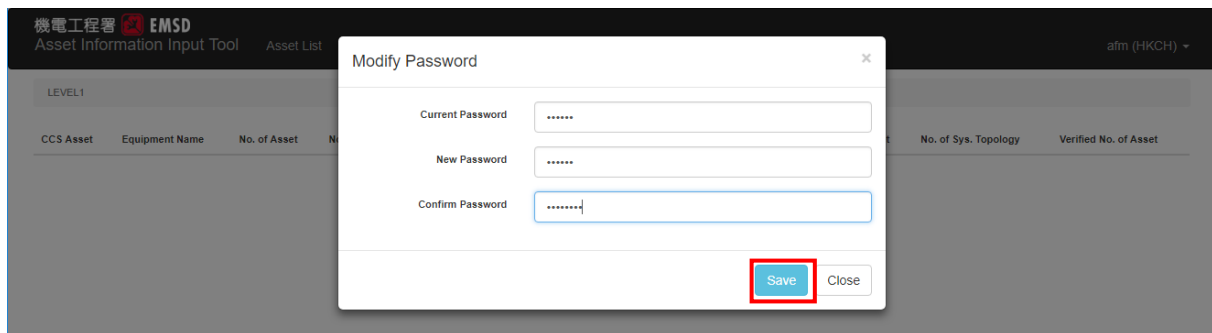 機電工程署 EMSD
Asset Information Input Tool Asset List afm (HKCH)
Modify Password ×
LEVEL1
Current Password ••••••
CCS Asset Equipment Name No. of Asset No. of Sys. Topology Verified No. of Asset
New Password ••••••
Confirm Password ••••••••
Save Close